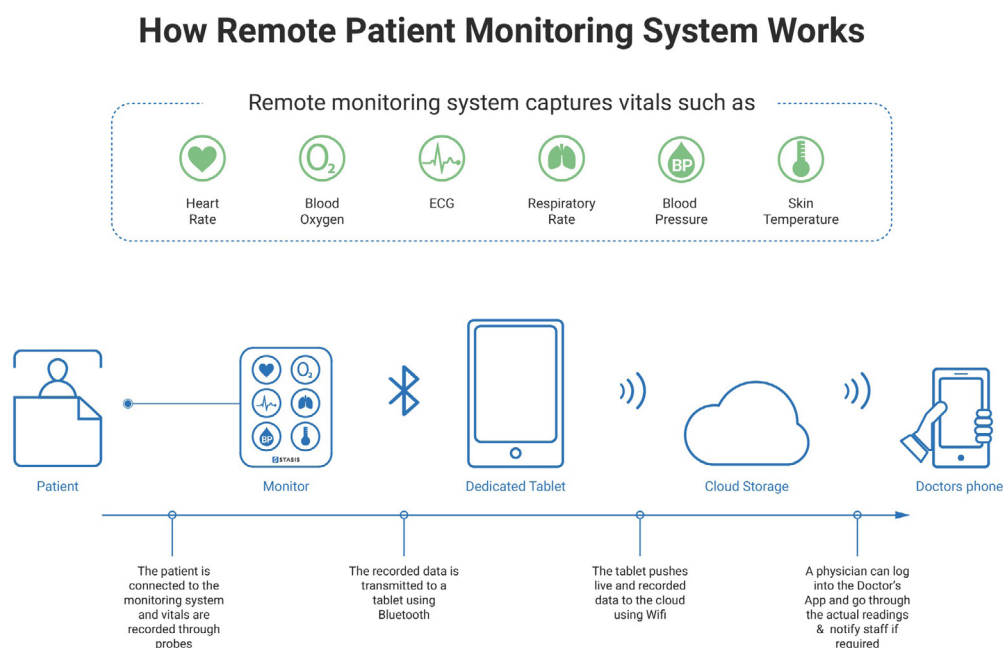 How Remote Patient Monitoring System Works
Remote monitoring system captures vitals such as
O2
BP
Heart
Rate
Blood
Oxygen
ECG
Respiratory
Rate
Blood
Pressure
Skin
Temperature
O2
BP
STASIS
Patient
Monitor
Dedicated Tablet
Cloud Storage
Doctors phone
The patient is
connected to the
monitoring system
and vitals are
recorded through
probes
The recorded data is
transmitted to a
tablet using
Bluetooth
The tablet pushes
live and recorded
data to the cloud
using Wifi
A physician can log
into the Doctor's
App and go through
the actual readings
& notify staff if
required